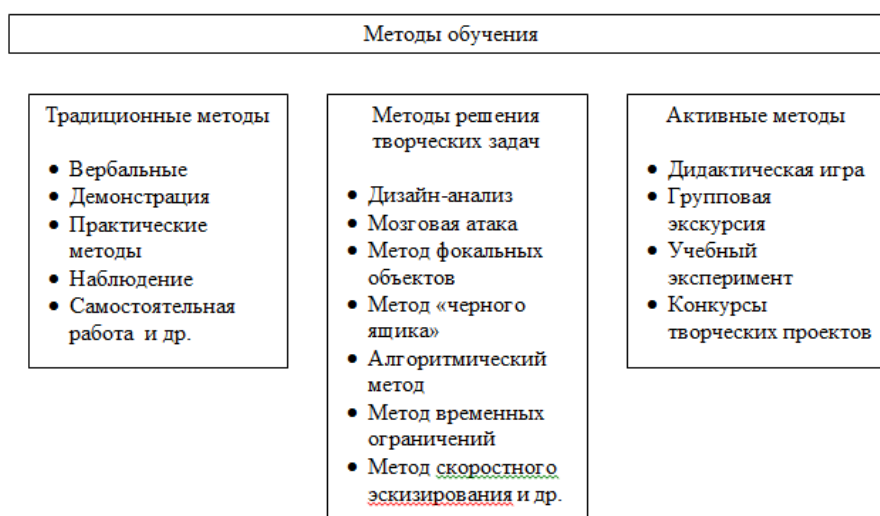 Методы обучения
Традиционные методы
• Вербальные
• Демонстрация
• Практические
методы
• Наблюдение
• Самостоятельная
работа и др.
Методы решения
творческих задач
• Дизайн-анализ
• Мозговая атака
• Метод фокальных
объектов
• Метод «черного
ящика»
• Алгоритмический
метод
• Метод временных
ограничений
• Метод скоростного
эскизирования и др.
Активные методы
• Дидактическая игра
• Групповая
экскурсия
• Учебный
эксперимент
• Конкурсы
творческих проектов